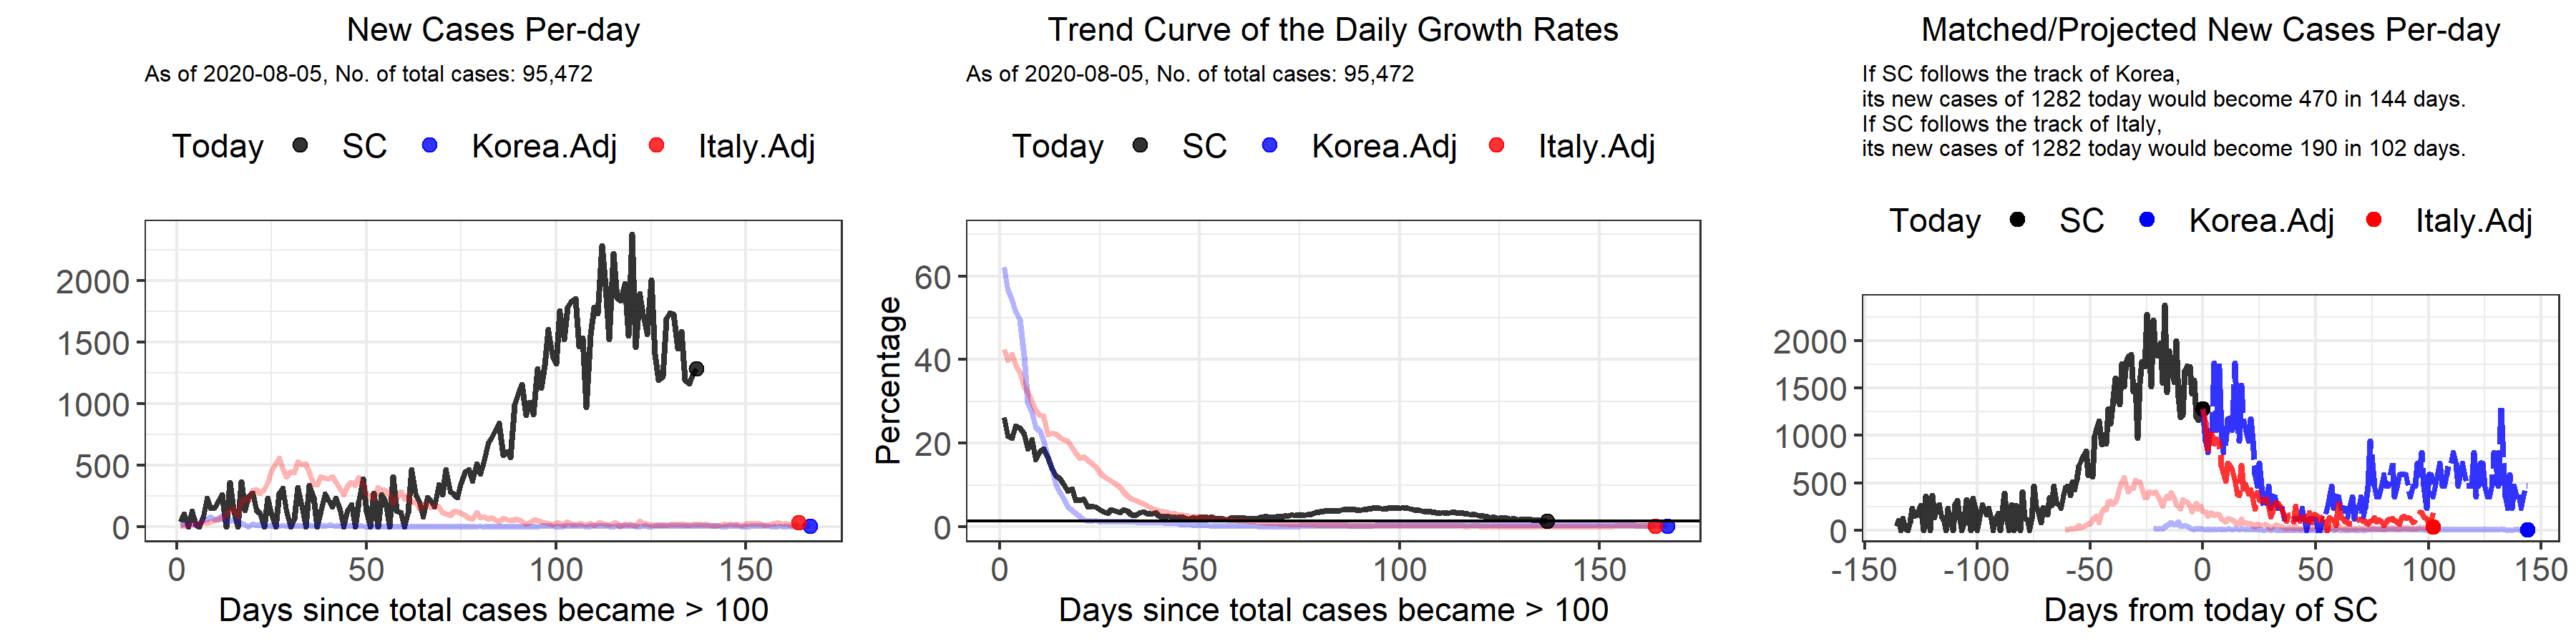 New Cases Per-day
As of 2020-08-05, No. of total cases: 95,472
Today SC Korea.Adj Italy.Adj
2000
1500
1000
500
0
0 50 100 150
Days since total cases became > 100
Trend Curve of the Daily Growth Rates
As of 2020-08-05, No. of total cases: 95,472
Today SC Korea.Adj Italy.Adj
Percentage
60
40
20
0
0 50 100 150
Days since total cases became > 100
Matched/Projected New Cases Per-day
If SC follows the track of Korea,
its new cases of 1282 today would become 470 in 144 days.
If SC follows the track of Italy,
its new cases of 1282 today would become 190 in 102 days.
Today SC Korea.Adj Italy.Adj
2000
1500
1000
500
0
-150 -100 -50 0 50 100 150
Days from today of SC